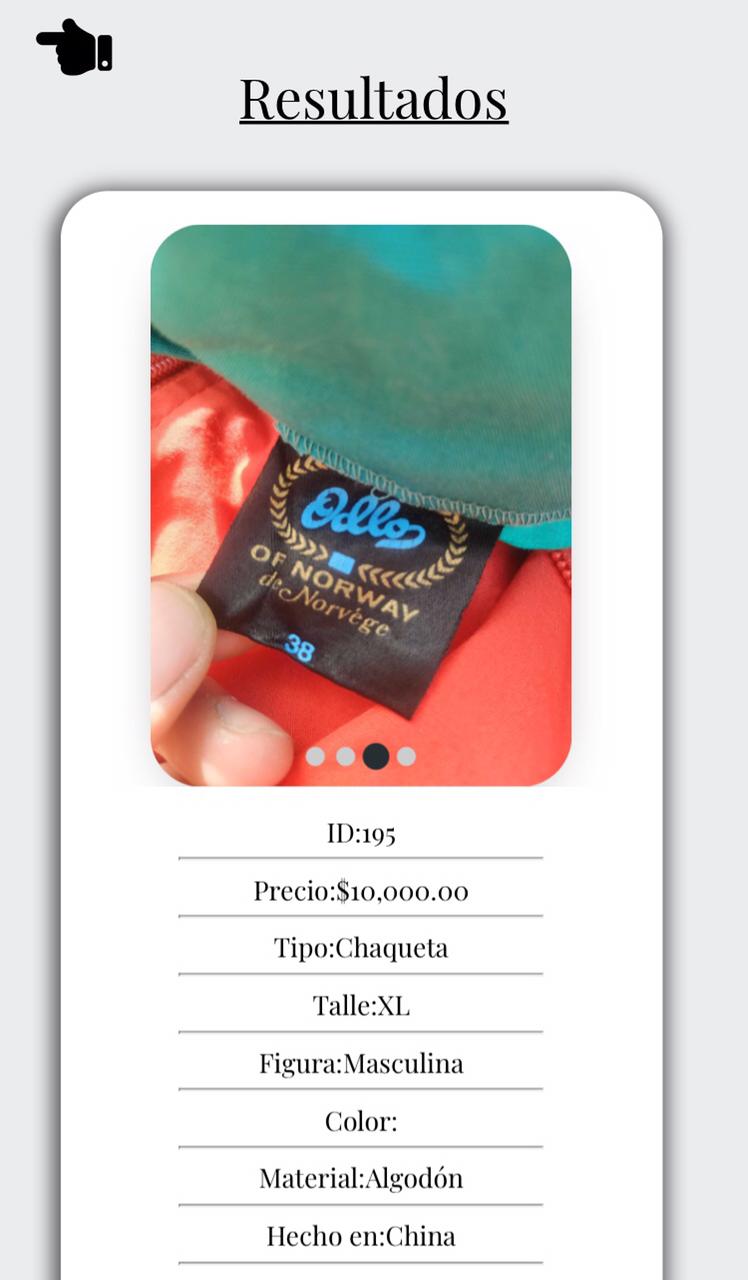 Resultados
Odlo
OF NORWAY
de Norvège
38
ID:195
Precio:$10,000.00
Tipo:Chaqueta
Talle:XL
Figura:Masculina
Color:
Material:Algodón
Hecho en:China